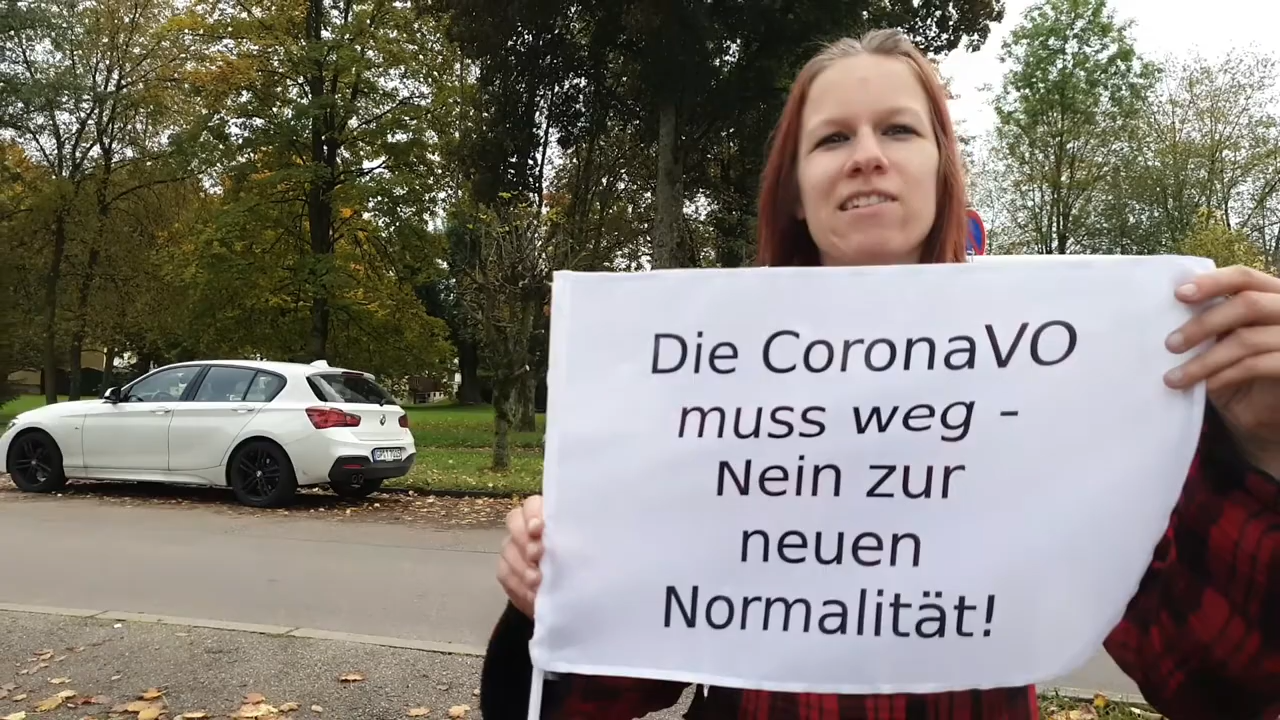 Die CoronaVO
muss weg -
Nein zur
neuen
Normalität!